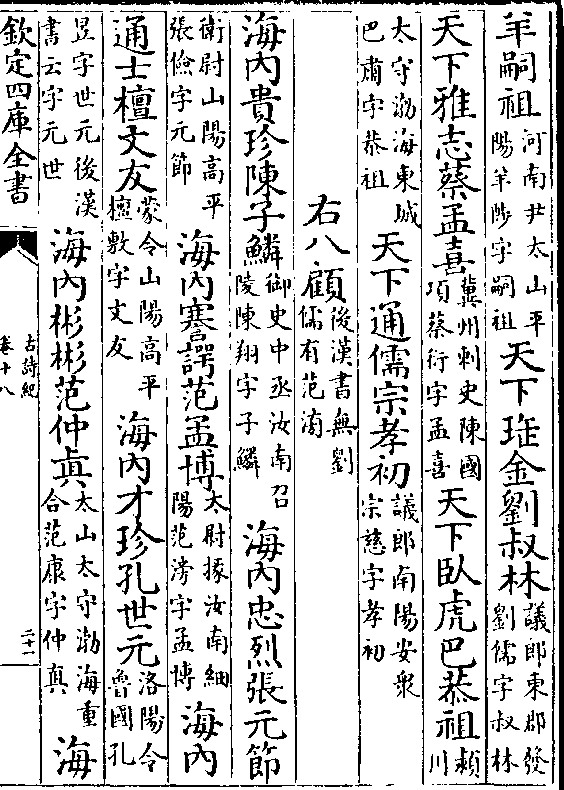 羊嗣祖河南尹太山平陽羊陟字嗣祖天下珤金劉叔林議郎東郡發劉儒字叔林
天下雅志蔡孟喜冀州刺史陳國項蔡衍字孟喜天下臥虎巴恭祖潁川
太守渤海東城巴肅字恭祖天下通儒宗孝初議郎南陽安衆宗慈字孝初
右八顧後漢書無劉儒有范滂
海內貴珍陳子鱗御史中丞汝南召陵陳翔字子鱗海內忠烈張元節
衛尉山陽高平張儉字元節海內謇諤范孟博太尉掾汝南細陽范滂字孟博海內
通士檀文友蒙令山陽高平檀敷字文友海內才珍孔世元洛陽令魯國孔
昱字世元後漢書云字元世海內彬彬范仲眞太山太守渤海重合范康字仲眞海
欽定四庫全書
古詩紀
卷十八
二十一